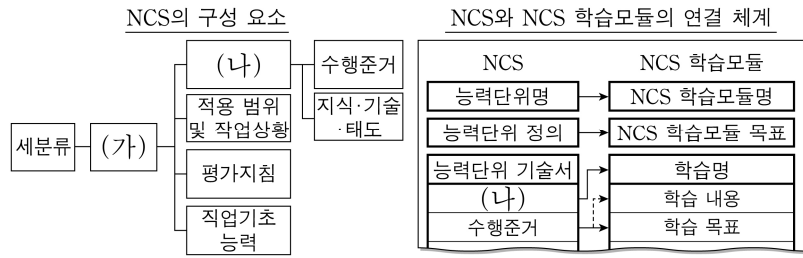 NCS의 구성 요소
세분류
(가)
(나)
적용 범위
및 작업상황
평가지침
직업기초
능력
수행준거
지식·기술
·태도
NCS와 NCS 학습모듈의 연결 체계
NCS
NCS 학습모듈
능력단위명
NCS 학습모듈명
능력단위 정의
NCS 학습모듈 목표
능력단위 기술서
학습명
(나)
학습 내용
수행준거
학습 목표